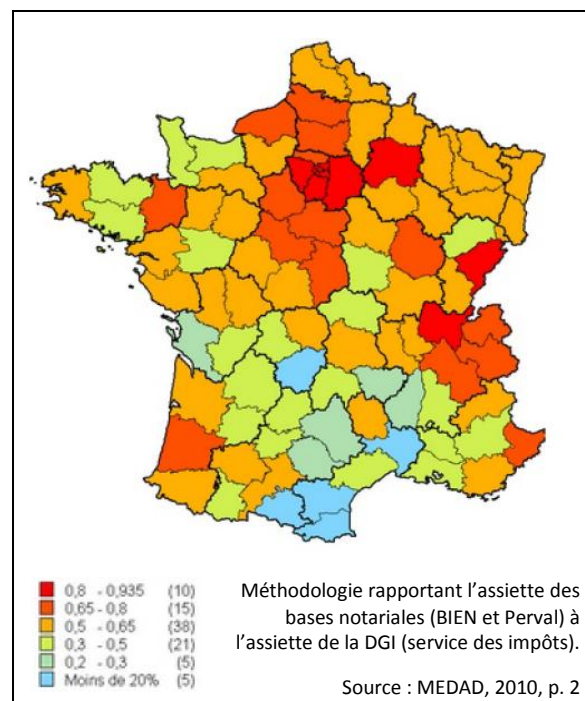 0,8 - 0,935 (10)
0,65 - 0,8 (15)
0,5 - 0,65 (38)
0,3 - 0,5 (21)
0,2 - 0,3 (5)
Moins de 20% (5)
Méthodologie rapportant l’assiette des
bases notariales (BIEN et Perval) à
l’assiette de la DGI (service des impôts).
Source : MEDAD, 2010, p. 2